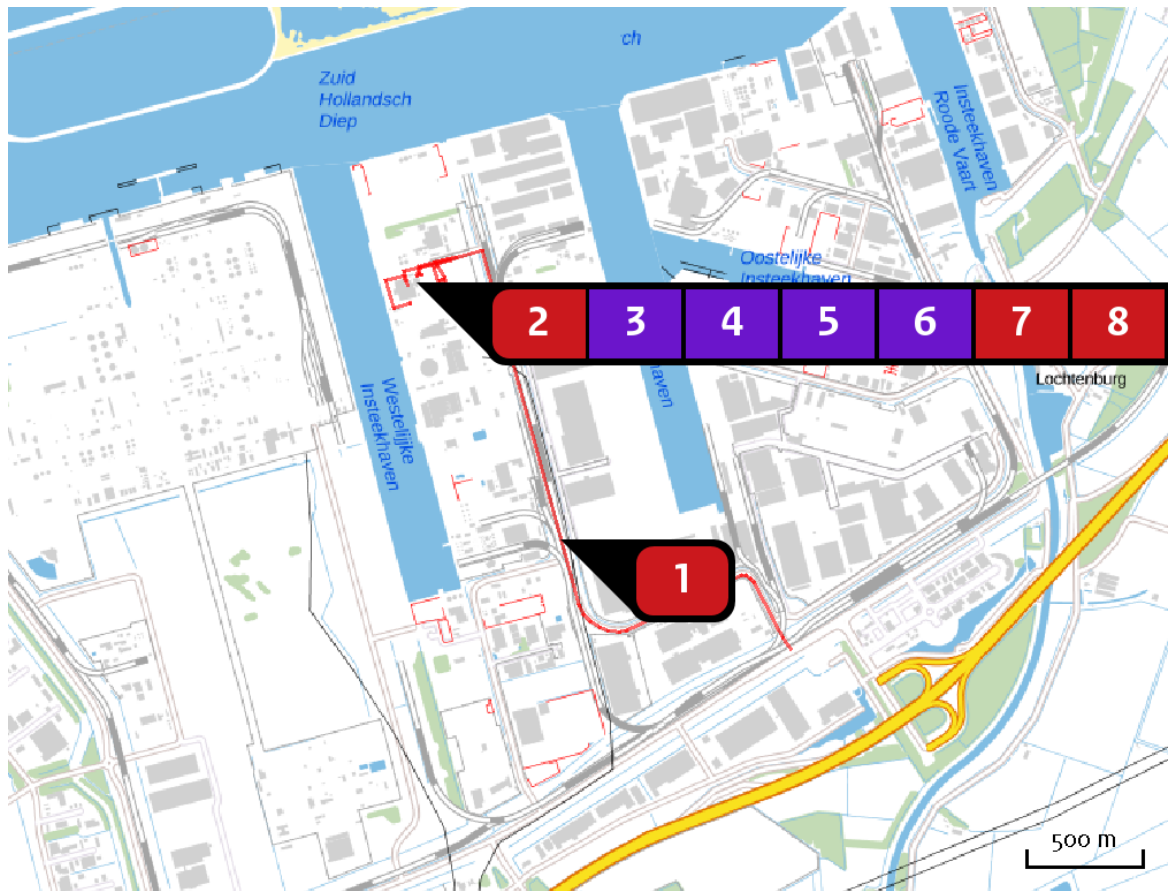 Zuid
Hollandsch
Diep
ch
Insteekhaven
Roode Vaart
Oostelijke
Insteekhaven
2 3 4 5 6 7 8
Westelijke
Insteekhaven
haven
Lochtenburg
1
500 m